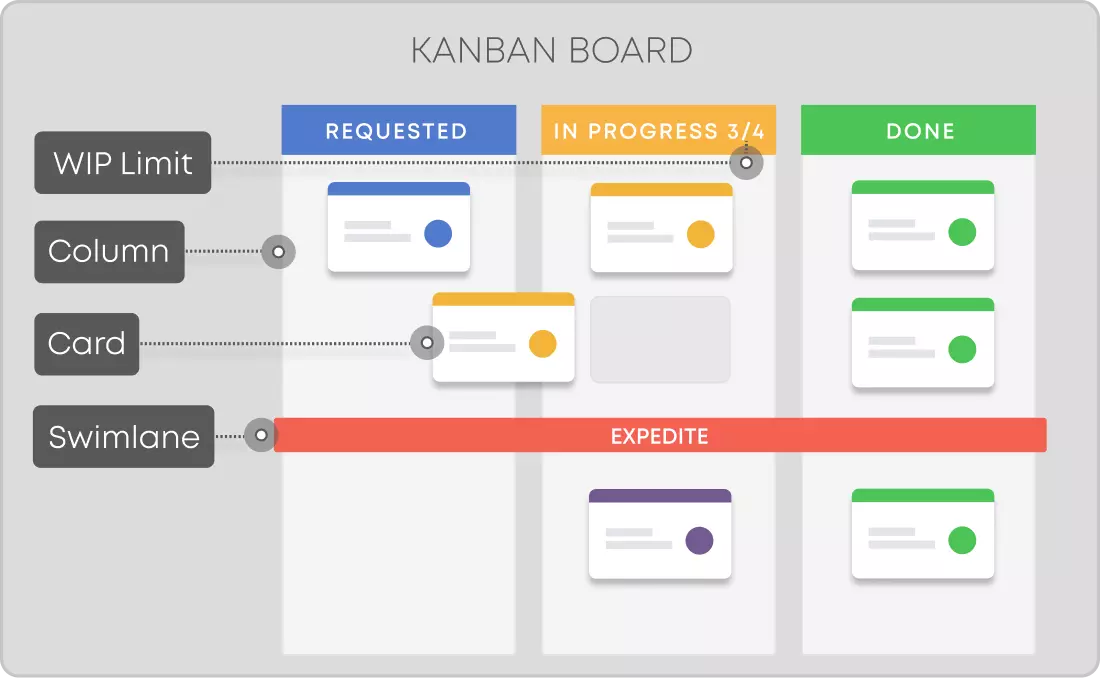 KANBAN BOARD
REQUESTED
IN PROGRESS 3/4
DONE
WIP Limit
Column
Card
Swimlane
EXPEDITE